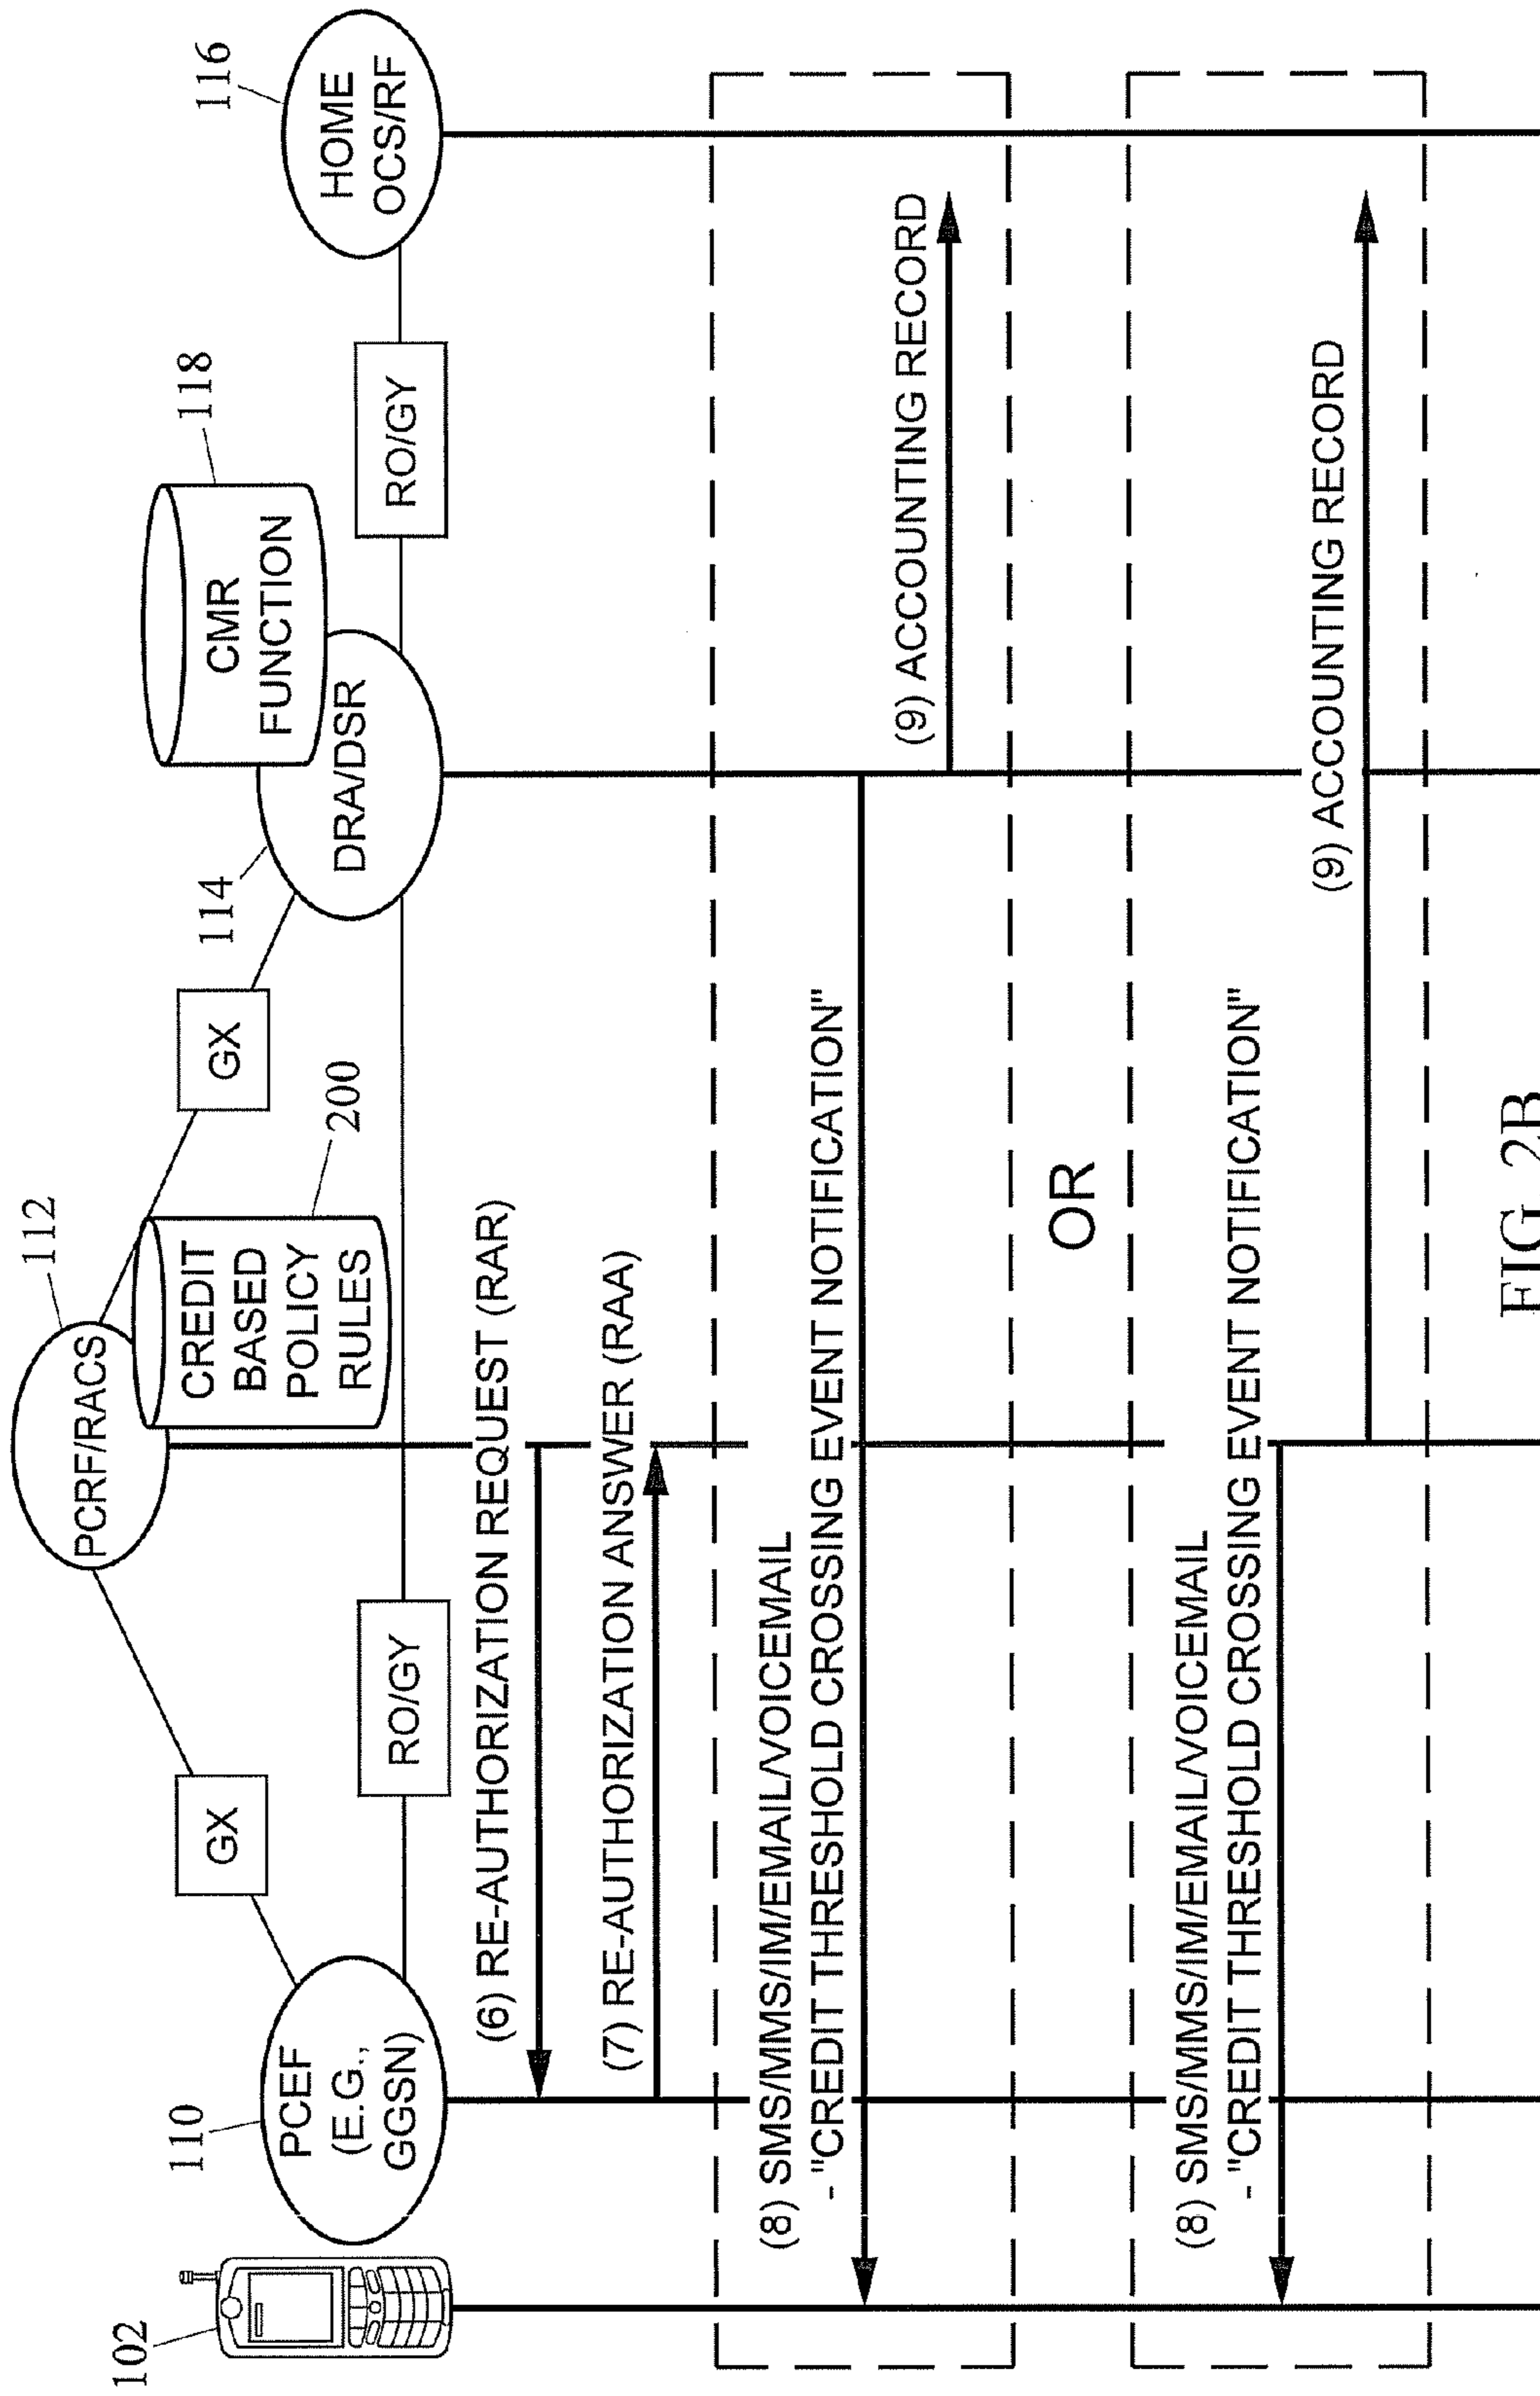 102
110
PCEF
(E.G.,
GGSN)
GX
RO/GY
112
PCRF/RACS
CREDIT
BASED
POLICY
RULES
200
GX
114
DRA/DSR
CMR
FUNCTION
118
RO/GY
116
HOME
OCS/RF
(6) RE-AUTHORIZATION REQUEST (RAR)
(7) RE-AUTHORIZATION ANSWER (RAA)
(8) SMS/MMS/IM/EMAIL/VOICEMAIL
- "CREDIT THRESHOLD CROSSING EVENT NOTIFICATION"
(9) ACCOUNTING RECORD
OR
(8) SMS/MMS/IM/EMAIL/VOICEMAIL
- "CREDIT THRESHOLD CROSSING EVENT NOTIFICATION"
(9) ACCOUNTING RECORD
FIG. 2B